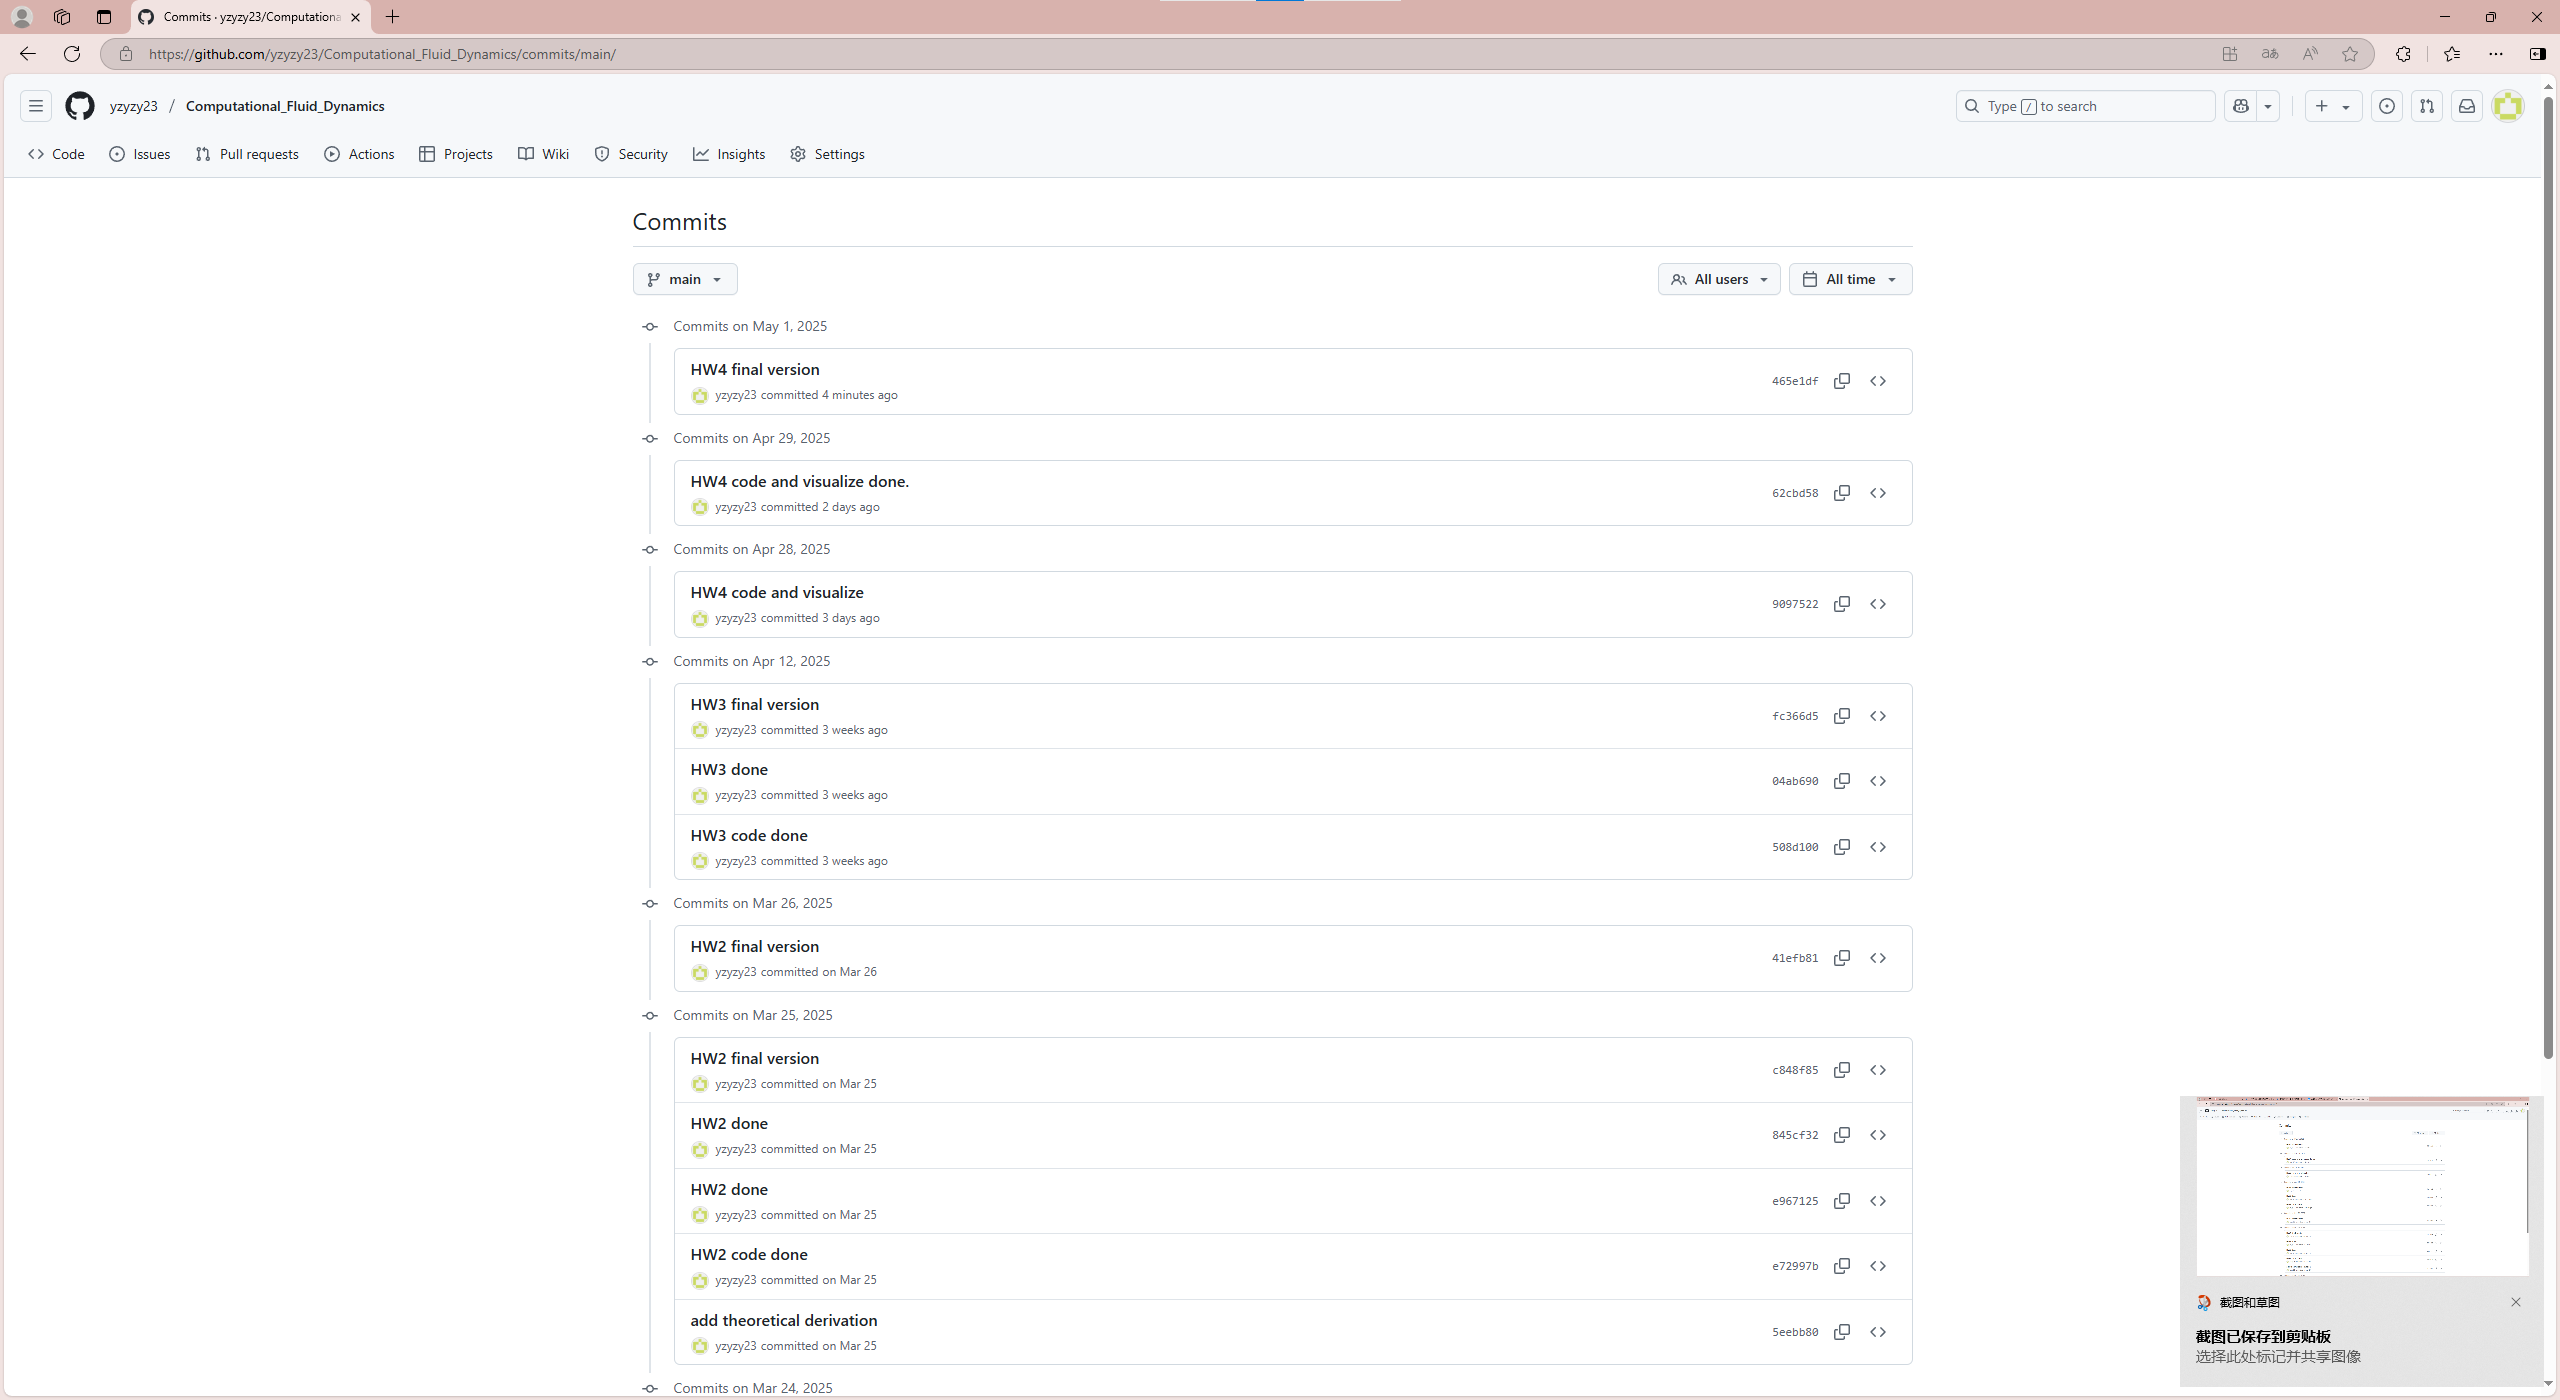 Commits · yzyzy23/Computationa
https://github.com/yzyzy23/Computational_Fluid_Dynamics/commits/main/
yzyzy23 / Computational_Fluid_Dynamics
Type / to search
Code Issues Pull requests Actions Projects Wiki Security Insights Settings
Commits
main
All users All time
Commits on May 1, 2025
HW4 final version
465e1df
yzyzy23 committed 4 minutes ago
Commits on Apr 29, 2025
HW4 code and visualize done.
62cbd58
yzyzy23 committed 2 days ago
Commits on Apr 28, 2025
HW4 code and visualize
9097522
yzyzy23 committed 3 days ago
Commits on Apr 12, 2025
HW3 final version
fc366d5
yzyzy23 committed 3 weeks ago
HW3 done
04ab690
yzyzy23 committed 3 weeks ago
HW3 code done
508d100
yzyzy23 committed 3 weeks ago
Commits on Mar 26, 2025
HW2 final version
41efb81
yzyzy23 committed on Mar 26
Commits on Mar 25, 2025
HW2 final version
c848f85
yzyzy23 committed on Mar 25
HW2 done
845cf32
yzyzy23 committed on Mar 25
HW2 done
e967125
yzyzy23 committed on Mar 25
HW2 code done
e72997b
yzyzy23 committed on Mar 25
add theoretical derivation
5eebb80
yzyzy23 committed on Mar 25
Commits on Mar 24, 2025
截图和草图
截图已保存到剪贴板
选择此处标记并共享图像